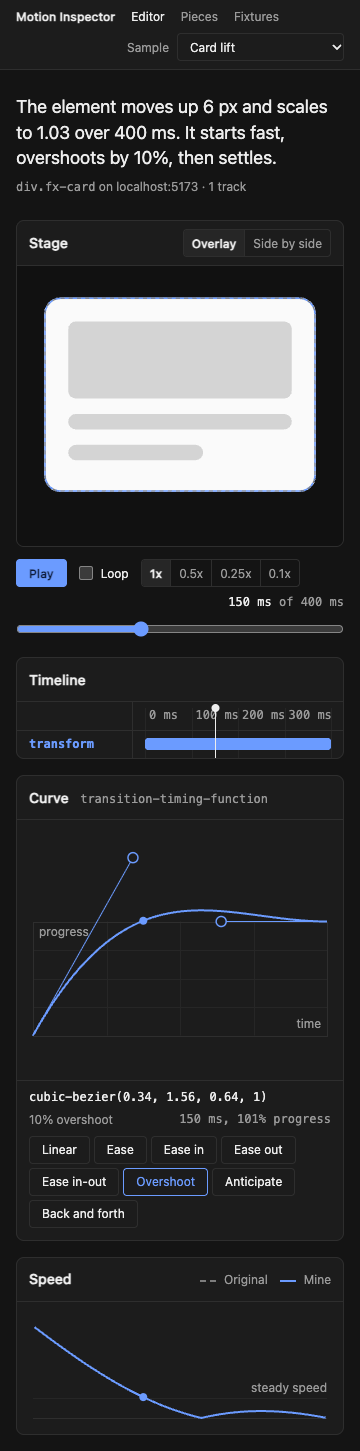 Motion Inspector Editor Pieces Fixtures
Sample Card lift
The element moves up 6 px and scales
to 1.03 over 400 ms. It starts fast,
overshoots by 10%, then settles.
div.fx-card on localhost:5173 · 1 track
Stage Overlay Side by side
Play Loop 1x 0.5x 0.25x 0.1x
150 ms of 400 ms
Timeline
0 ms 100 ms 200 ms 300 ms
transform
Curve transition-timing-function
progress
time
cubic-bezier(0.34, 1.56, 0.64, 1)
10% overshoot 150 ms, 101% progress
Linear Ease Ease in Ease out
Ease in-out Overshoot Anticipate
Back and forth
Speed Original Mine
steady speed